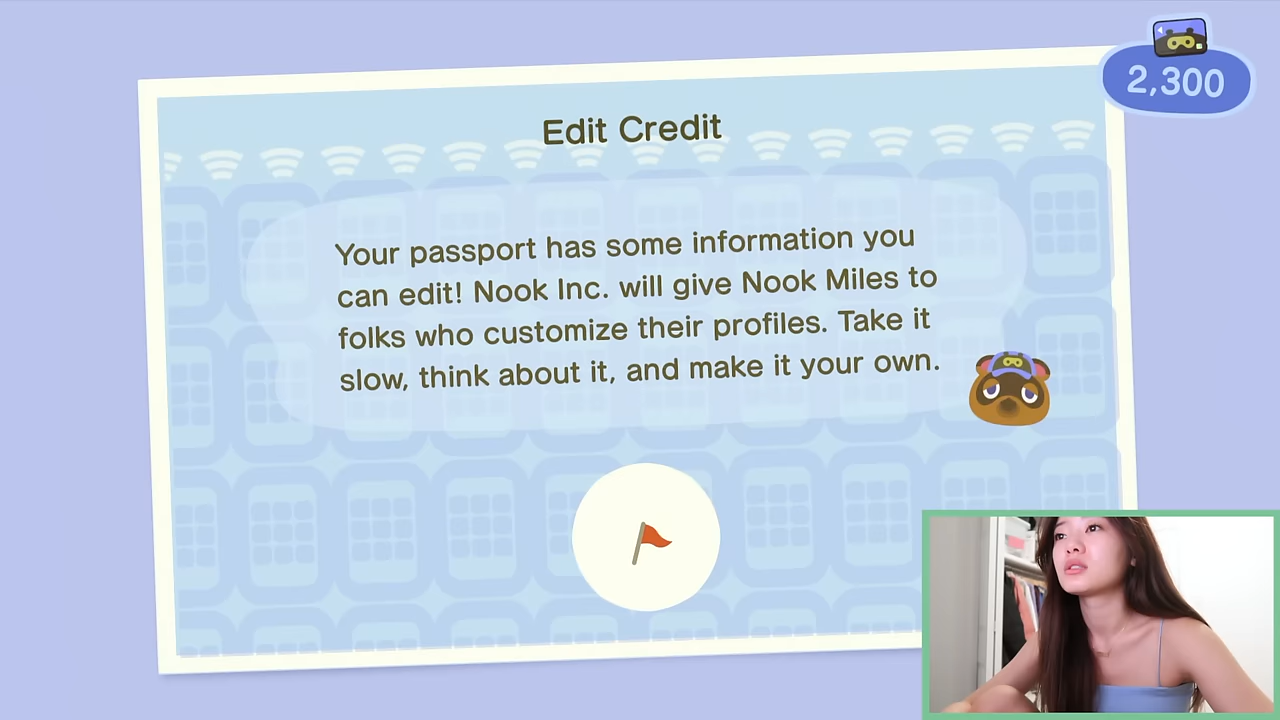 2,300
Edit Credit
Your passport has some information you
can edit! Nook Inc. will give Nook Miles to
folks who customize their profiles. Take it
slow, think about it, and make it your own.